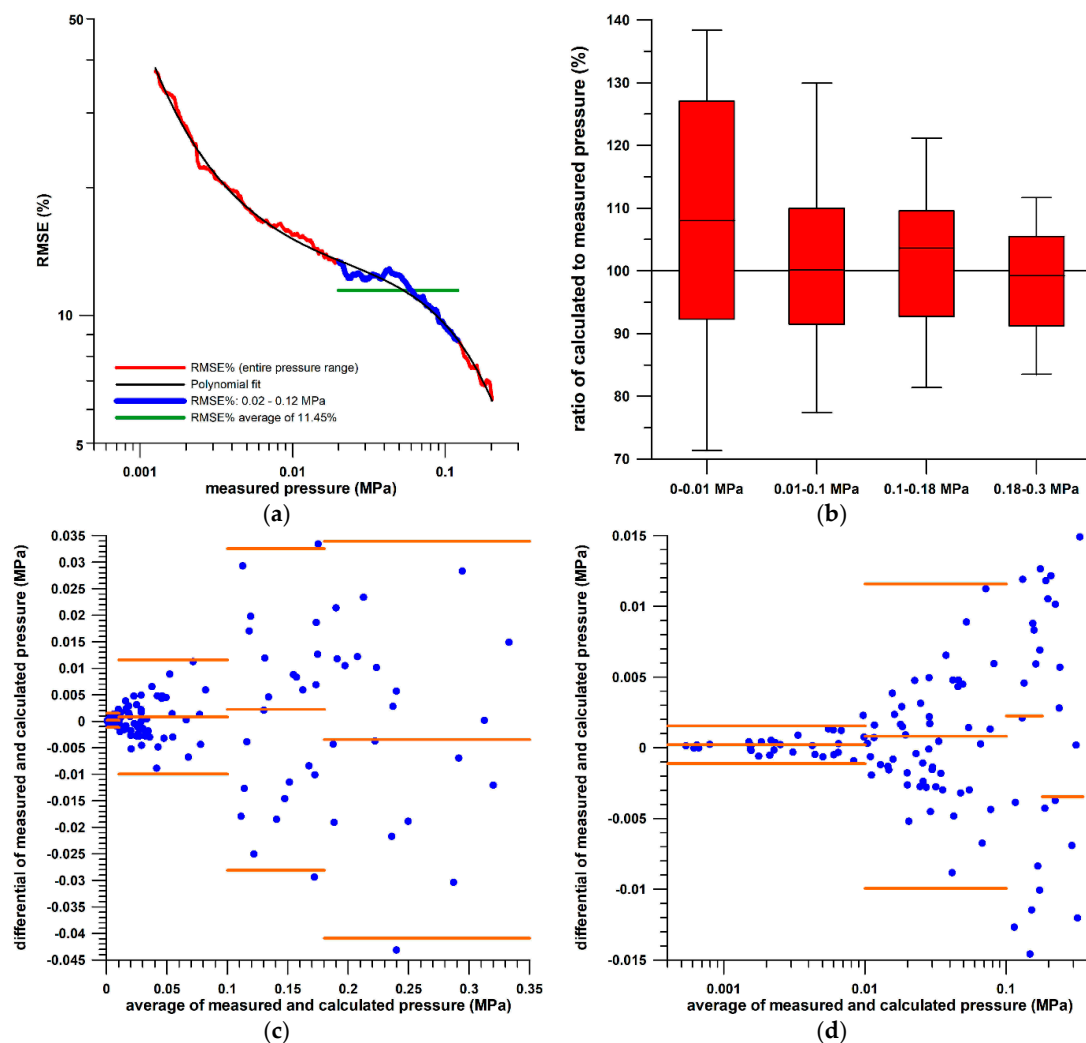 50
10
5
RMSE (%)
RMSE% (entire pressure range)
Polynomial fit
RMSE%: 0.02 - 0.12 MPa
RMSE% average of 11.45%
0.001 0.01 0.1
measured pressure (MPa)
(a)
140
130
120
110
100
90
80
70
ratio of calculated to measured pressure (%)
0-0.01 MPa 0.01-0.1 MPa 0.1-0.18 MPa 0.18-0.3 MPa
(b)
0.035
0.03
0.025
0.02
0.015
0.01
0.005
0
-0.005
-0.01
-0.015
-0.02
-0.025
-0.03
-0.035
-0.04
-0.045
differential of measured and calculated pressure (MPa)
0 0.05 0.1 0.15 0.2 0.25 0.3 0.35
average of measured and calculated pressure (MPa)
(c)
0.015
0.01
0.005
0
-0.005
-0.01
-0.015
differential of measured and calculated pressure (MPa)
0.001 0.01 0.1
average of measured and calculated pressure (MPa)
(d)